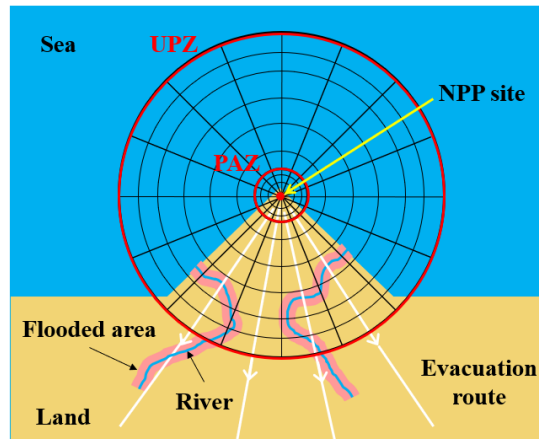 Sea
UPZ
NPP site
PAZ
Flooded area
Evacuation
route
River
Land